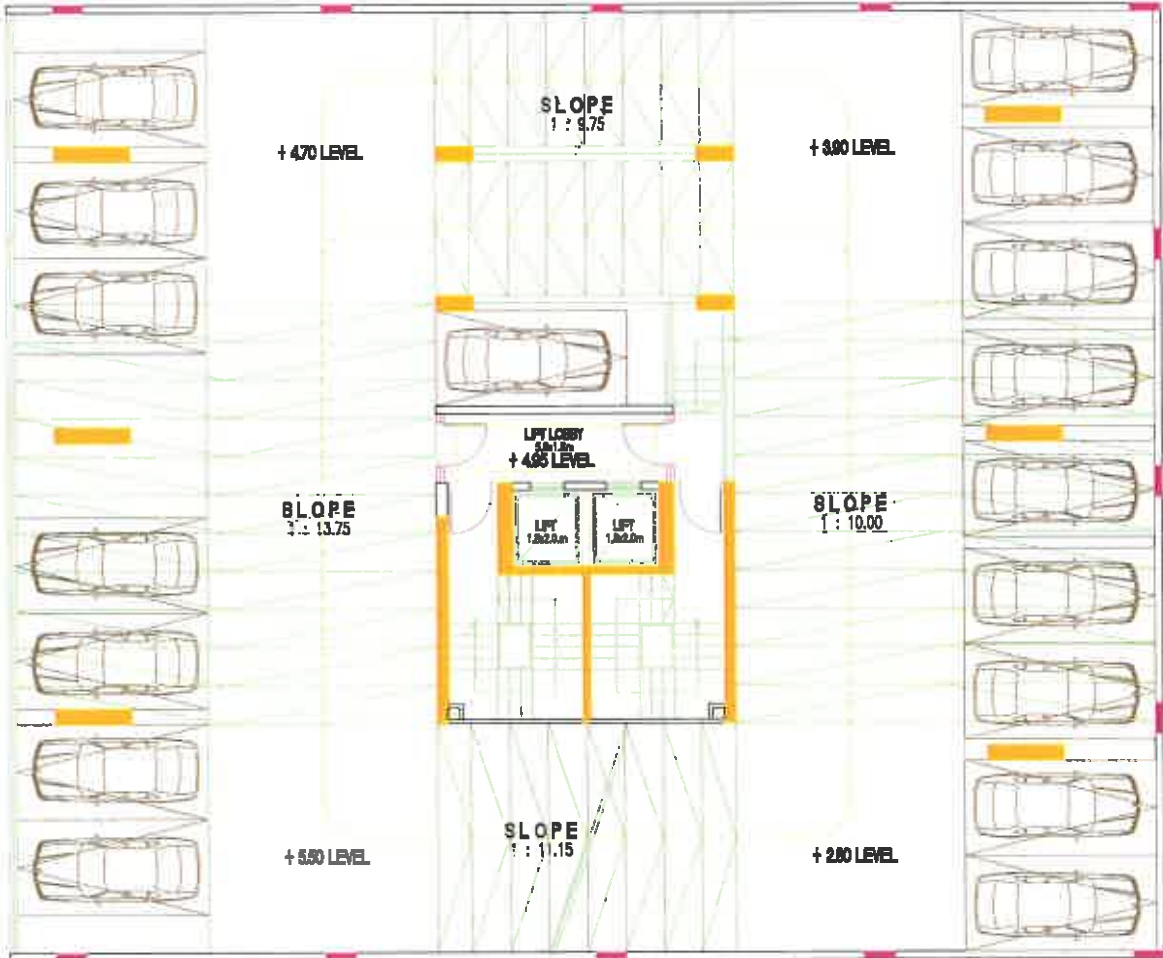 SLOPE
1 : 9.75
+ 4.70 LEVEL
+ 3.90 LEVEL
LIFT LOBBY
+ 4.95 LEVEL
SLOPE
1 : 13.75
LIFT
LIFT
SLOPE
1 : 10.00
SLOPE
1 : 11.15
+ 5.50 LEVEL
+ 2.80 LEVEL